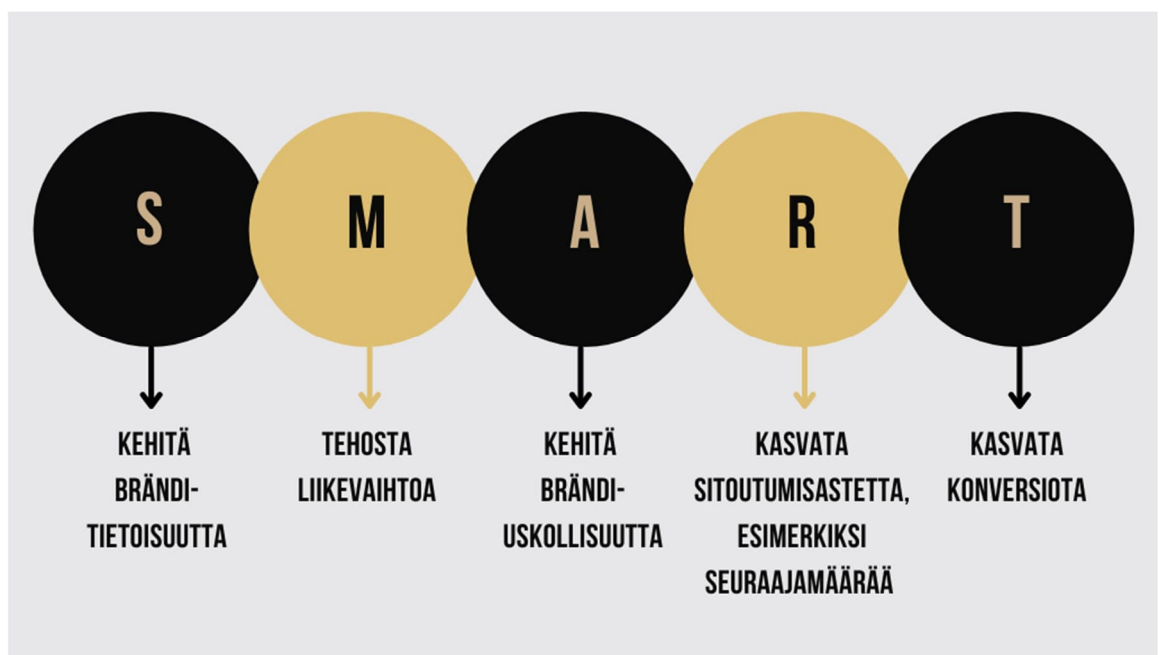 S M A R T
KEHITÄ
BRÄNDI-
TIETOISUUTTA
TEHOSTA
LIIKEVAIHTOA
KEHITÄ
BRÄNDI-
USKOLLISUUTTA
KASVATA
SITOUTUMISASTETTA,
ESIMERKIKSI
SEURAAJAMÄÄRÄÄ
KASVATA
KONVERSIOTA